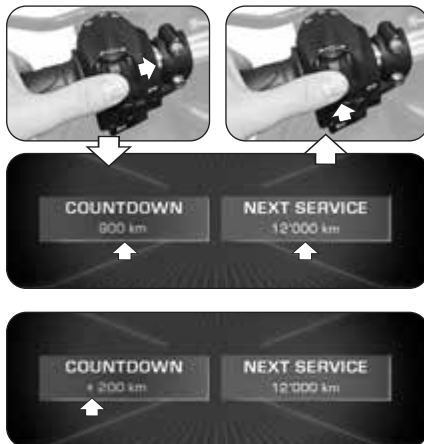 COUNTDOWN
900 km
NEXT SERVICE
12'000 km
COUNTDOWN
+ 200 km
NEXT SERVICE
12'000 km